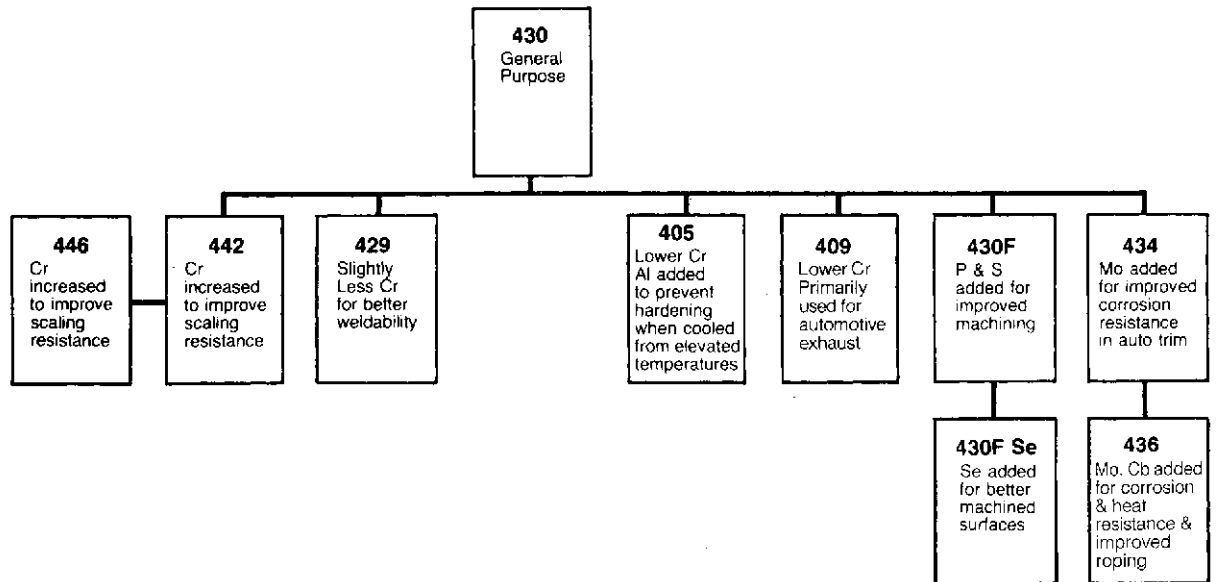 430
General
Purpose
446
Cr
increased
to improve
scaling
resistance
442
Cr
increased
to improve
scaling
resistance
429
Slightly
Less Cr
for better
weldability
405
Lower Cr
Al added
to prevent
hardening
when cooled
from elevated
temperatures
409
Lower Cr
Primarily
used for
automotive
exhaust
430F
P & S
added for
improved
machining
434
Mo added
for improved
corrosion
resistance
in auto trim
430F Se
Se added
for better
machined
surfaces
436
Mo. Cb added
for corrosion
& heat
resistance &
improved
roping